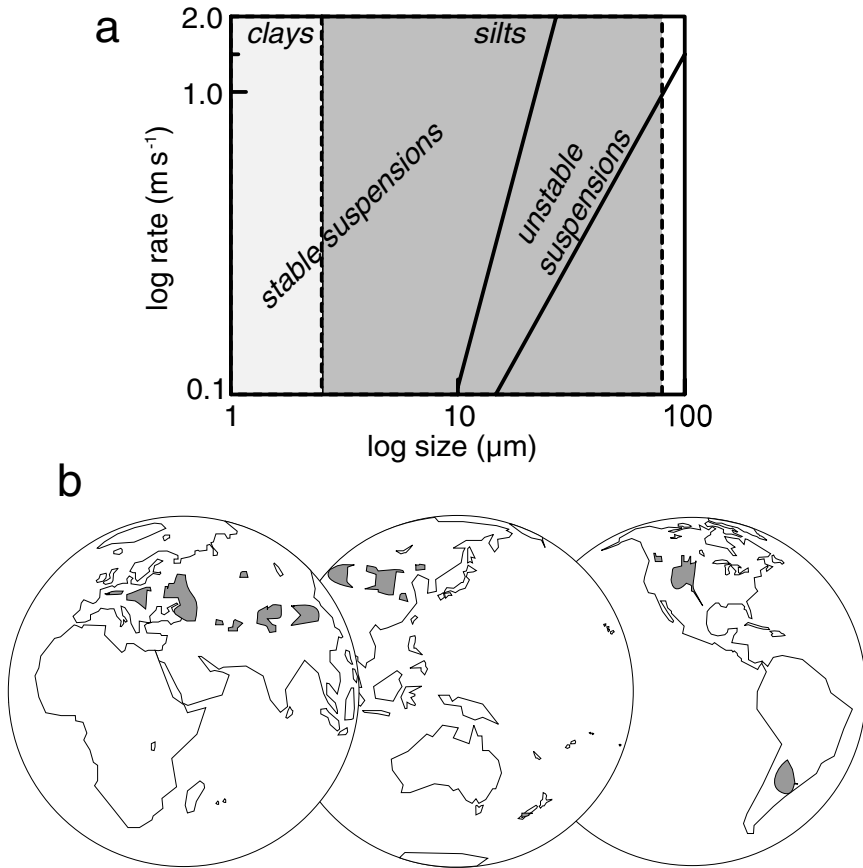 a
2.0
clays
silts
1.0
log rate (m s⁻¹)
stable suspensions
unstable
suspensions
0.1
1
10
100
log size (µm)
b